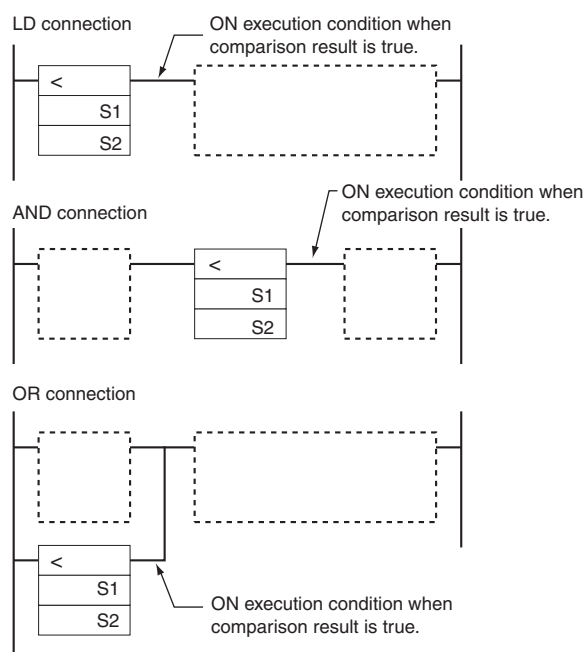 LD connection
ON execution condition when
comparison result is true.
<
S1
S2
AND connection
ON execution condition when
comparison result is true.
<
S1
S2
OR connection
<
S1
S2
ON execution condition when
comparison result is true.